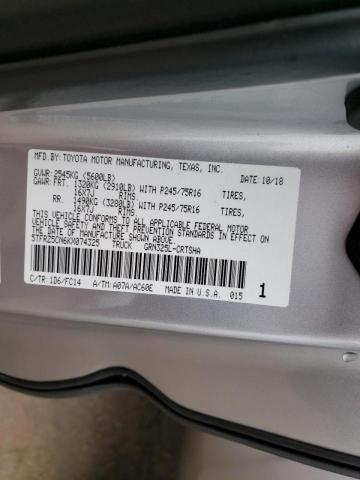 MFD.BY: TOYOTA MOTOR MANUFACTURING, TEXAS, INC.
GVWR: 2545KG (5600LB) 10/18
GAWR: FRT. 1320KG (2910LB) WITH P245/75R16 TIRES,
16X7J RIMS
RR. 1490KG (3280LB) WITH P245/75R16 TIRES,
16X7J RIMS
THIS VEHICLE CONFORMS TO ALL APPLICABLE FEDERAL MOTOR
VEHICLE SAFETY AND THEFT PREVENTION STANDARDS IN
EFFECT ON THE DATE OF MANUFACTURE SHOWN ABOVE.
5TFRZ5CN6KX074325 TRUCK GRN325L-CRTSHA
C/TR: 1D6/FC14 A/TM: A07A/AC60E MADE IN U.S.A. 015 1